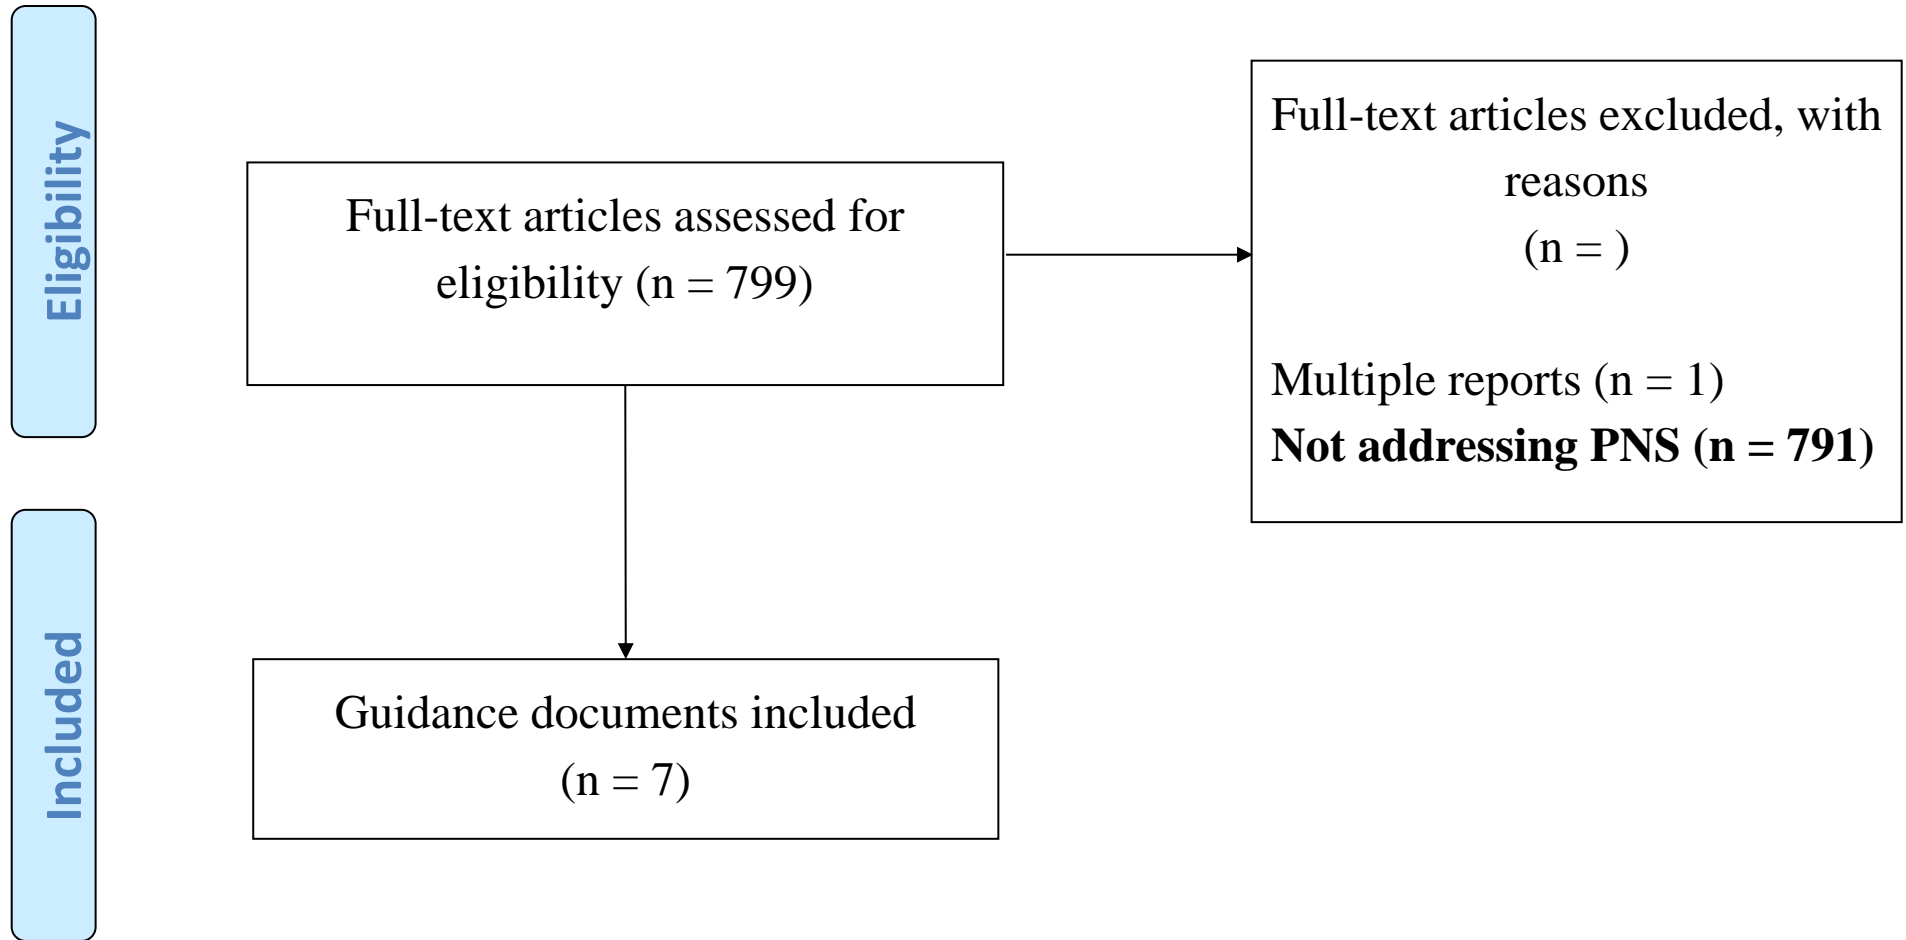 Eligibility
Full-text articles assessed for
eligibility (n = 799)
Full-text articles excluded, with
reasons
(n = )
Multiple reports (n = 1)
Not addressing PNS (n = 791)
Included
Guidance documents included
(n = 7)